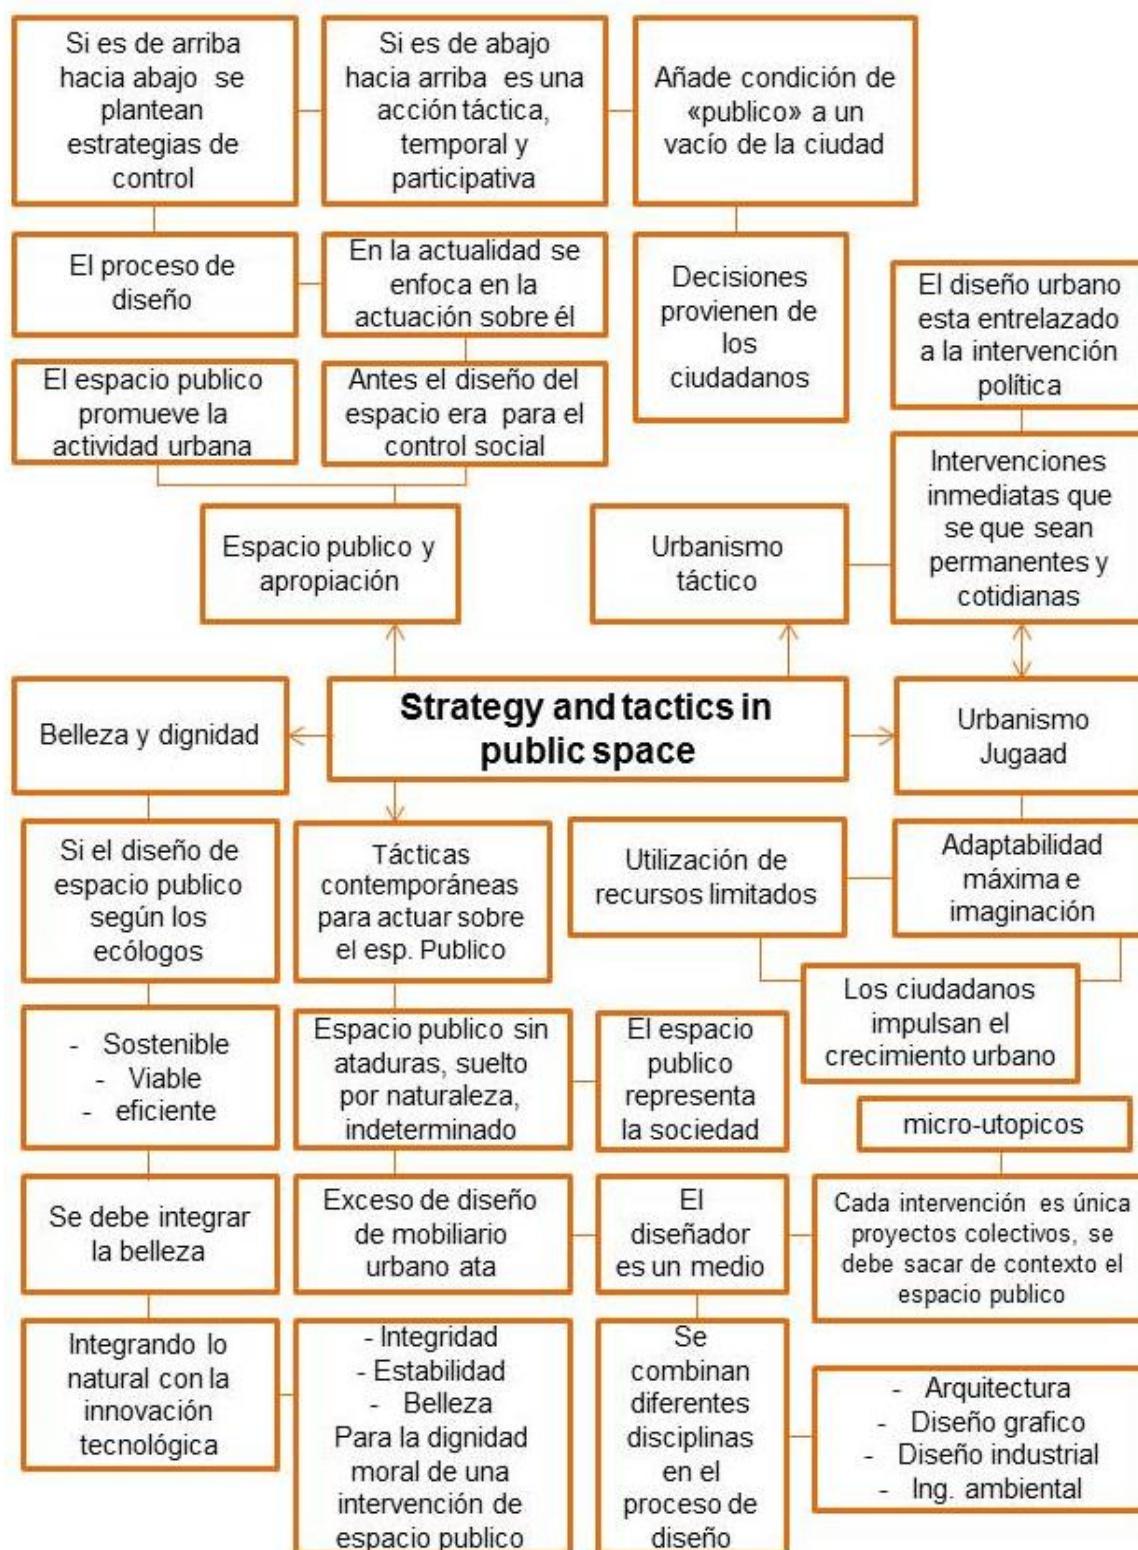 Si es de arriba
hacia abajo se
plantean
estrategias de
control
Si es de abajo
hacia arriba es una
acción táctica,
temporal y
participativa
Añade condición de
«publico» a un
vacío de la ciudad
El proceso de
diseño
En la actualidad se
enfoca en la
actuación sobre él
Decisiones
provienen de
los
ciudadanos
El diseño urbano
esta entrelazado
a la intervención
política
El espacio publico
promueve la
actividad urbana
Antes el diseño del
espacio era para el
control social
Intervenciones
inmediatas que
se que sean
permanentes y
cotidianas
Espacio publico y
apropiación
Urbanismo
táctico
Belleza y dignidad
Strategy and tactics in
public space
Urbanismo
Jugaad
Si el diseño de
espacio publico
según los
ecólogos
Tácticas
contemporáneas
para actuar sobre
el esp. Publico
Utilización de
recursos limitados
Adaptabilidad
máxima e
imaginación
Los ciudadanos
impulsan el
crecimiento urbano
- Sostenible
- Viable
- eficiente
Espacio publico sin
ataduras, suelto
por naturaleza,
indeterminado
El espacio
publico
representa
la sociedad
micro-utopicos
Se debe integrar
la belleza
Exceso de diseño
de mobiliario
urbano ata
El
diseñador
es un medio
Cada intervención es única
proyectos colectivos, se
debe sacar de contexto el
espacio publico
Integrando lo
natural con la
innovación
tecnológica
- Integridad
- Estabilidad
- Belleza
Para la dignidad
moral de una
intervención de
espacio publico
Se
combinan
diferentes
disciplinas
en el
proceso de
diseño
- Arquitectura
- Diseño grafico
- Diseño industrial
- Ing. ambiental